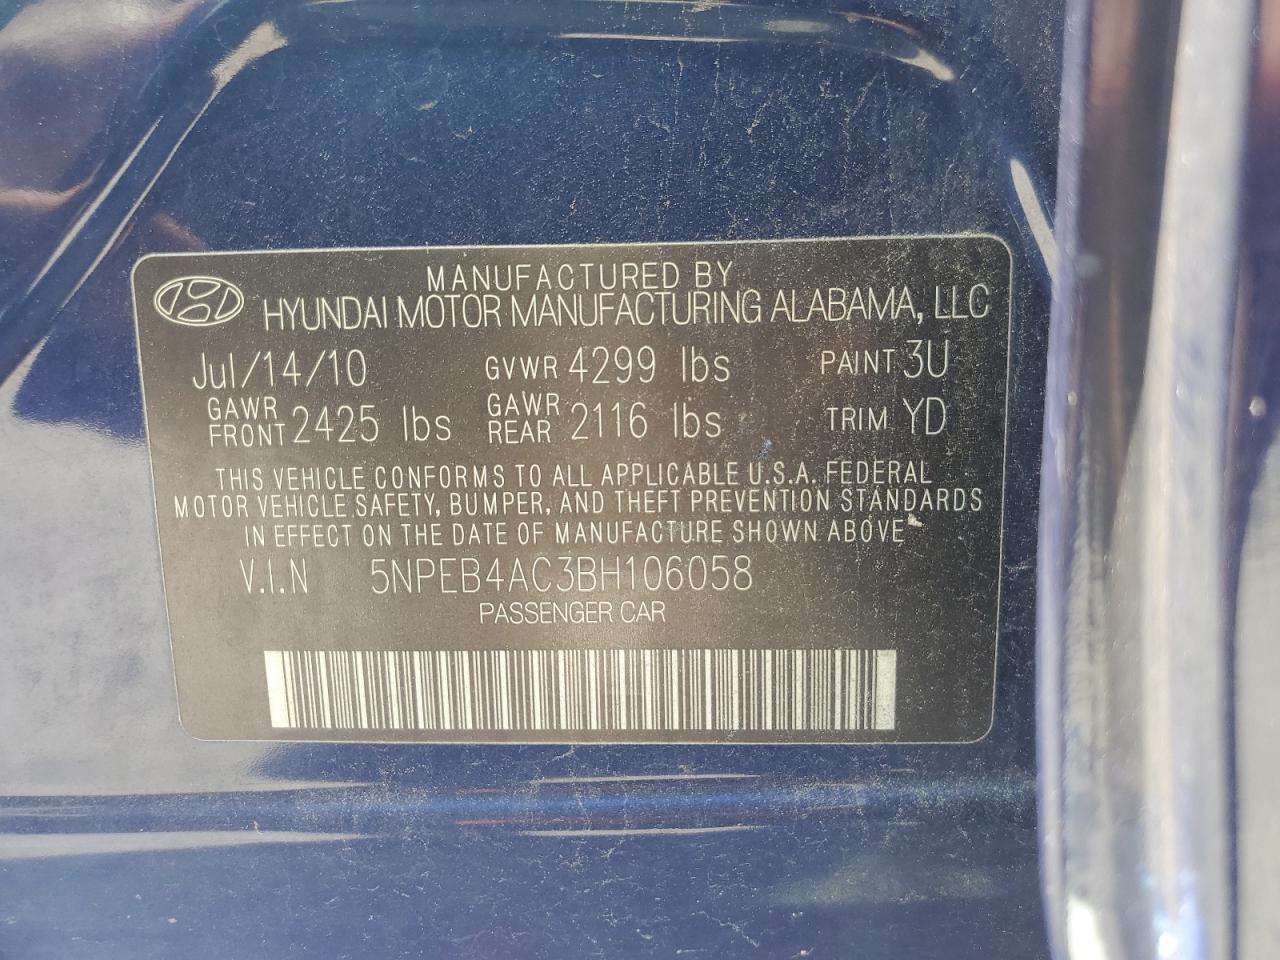 MANUFACTURED BY
HYUNDAI MOTOR MANUFACTURING ALABAMA, LLC
Jul/14/10 GVWR 4299 lbs PAINT 3U
GAWR FRONT 2425 lbs GAWR REAR 2116 lbs TRIM YD
THIS VEHICLE CONFORMS TO ALL APPLICABLE U.S.A. FEDERAL
MOTOR VEHICLE SAFETY, BUMPER, AND THEFT PREVENTION STANDARDS
IN EFFECT ON THE DATE OF MANUFACTURE SHOWN ABOVE
V.I.N 5NPEB4AC3BH106058
PASSENGER CAR